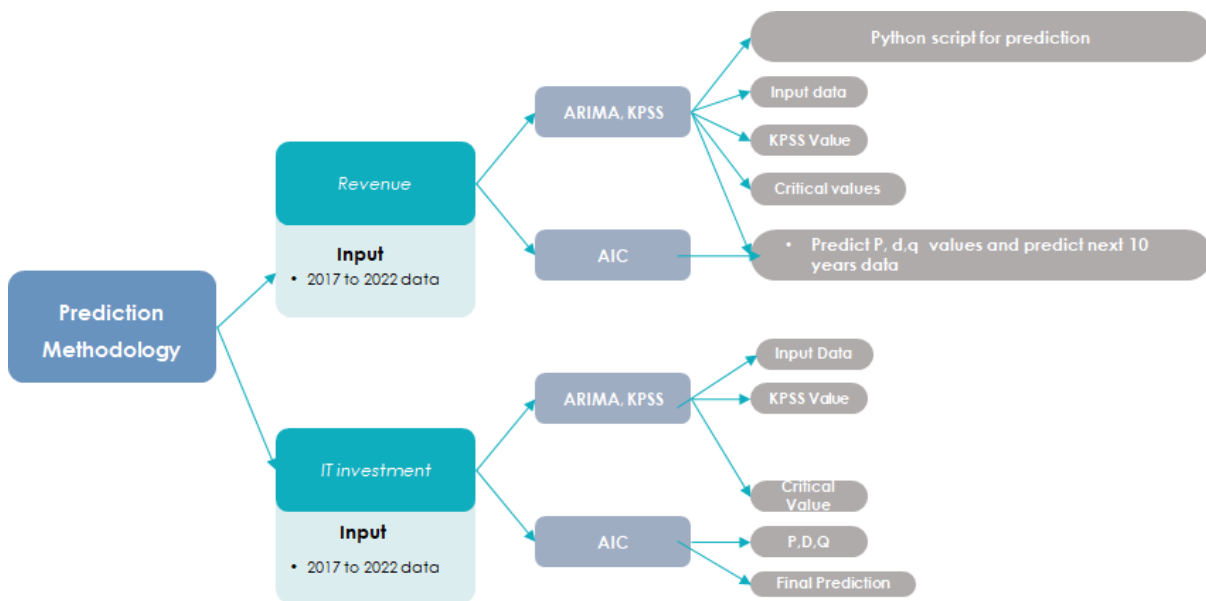 Prediction
Methodology
Revenue
Input
• 2017 to 2022 data
ARIMA, KPSS
AIC
Python script for prediction
Input data
KPSS Value
Critical values
• Predict P, d,q values and predict next 10
years data
IT investment
Input
• 2017 to 2022 data
ARIMA, KPSS
AIC
Input Data
KPSS Value
Critical
Value
P,D,Q
Final Prediction